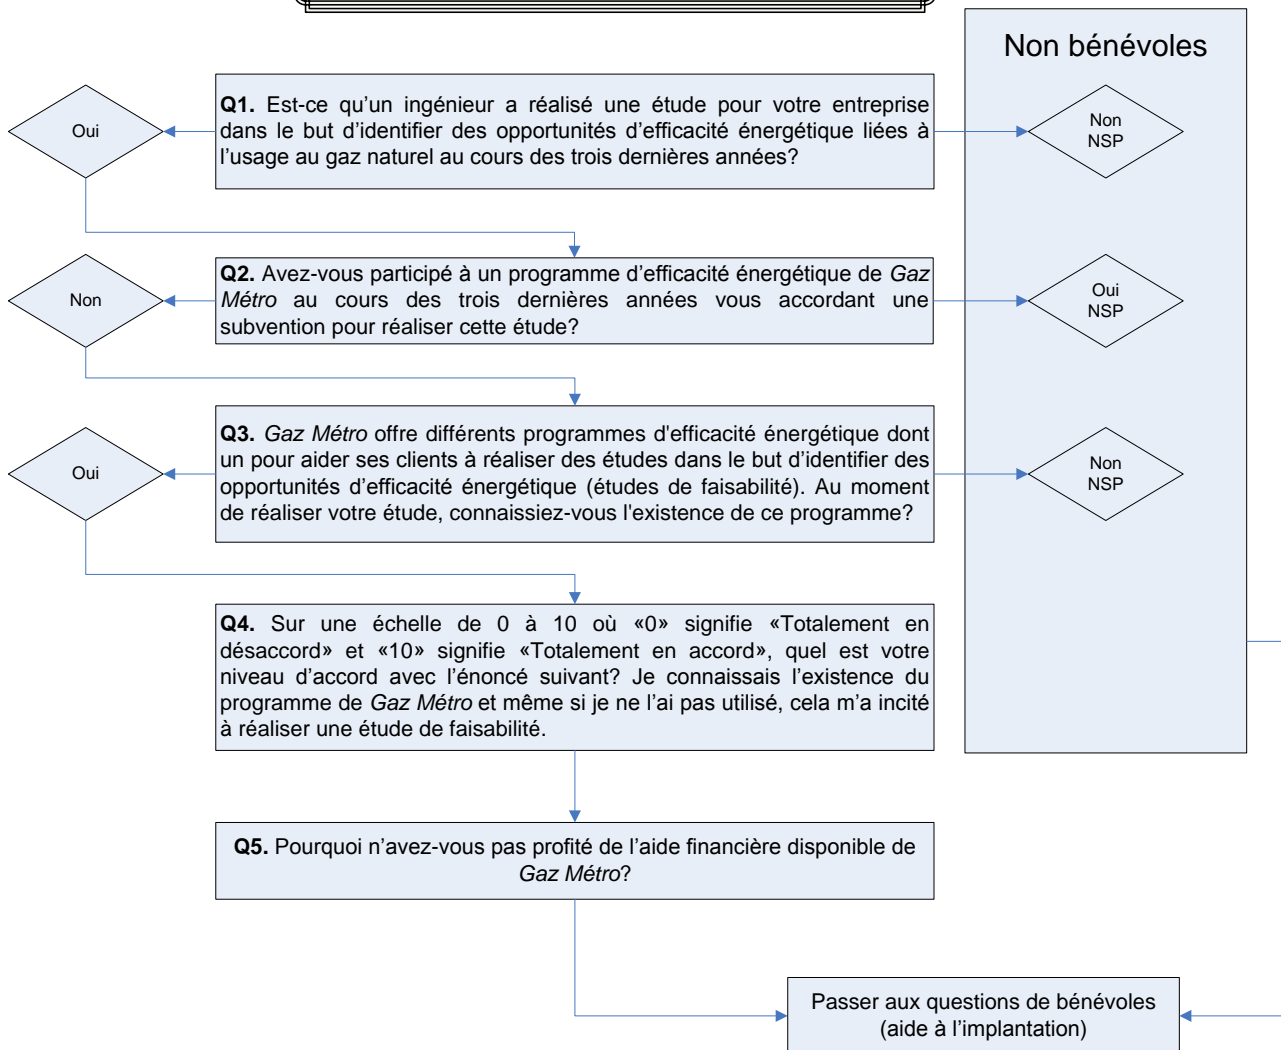 Non bénévoles
Oui
Q1. Est-ce qu'un ingénieur a réalisé une étude pour votre entreprise
dans le but d'identifier des opportunités d'efficacité énergétique liées à
l'usage au gaz naturel au cours des trois dernières années?
Non
NSP
Non
Q2. Avez-vous participé à un programme d'efficacité énergétique de Gaz
Métro au cours des trois dernières années vous accordant une
subvention pour réaliser cette étude?
Oui
NSP
Oui
Q3. Gaz Métro offre différents programmes d'efficacité énergétique dont
un pour aider ses clients à réaliser des études dans le but d'identifier des
opportunités d'efficacité énergétique (études de faisabilité). Au moment
de réaliser votre étude, connaissiez-vous l'existence de ce programme?
Non
NSP
Q4. Sur une échelle de 0 à 10 où «0» signifie «Totalement en
désaccord» et «10» signifie «Totalement en accord», quel est votre
niveau d'accord avec l'énoncé suivant? Je connaissais l'existence du
programme de Gaz Métro et même si je ne l'ai pas utilisé, cela m'a incité
à réaliser une étude de faisabilité.
Q5. Pourquoi n'avez-vous pas profité de l'aide financière disponible de
Gaz Métro?
Passer aux questions de bénévoles
(aide à l'implantation)